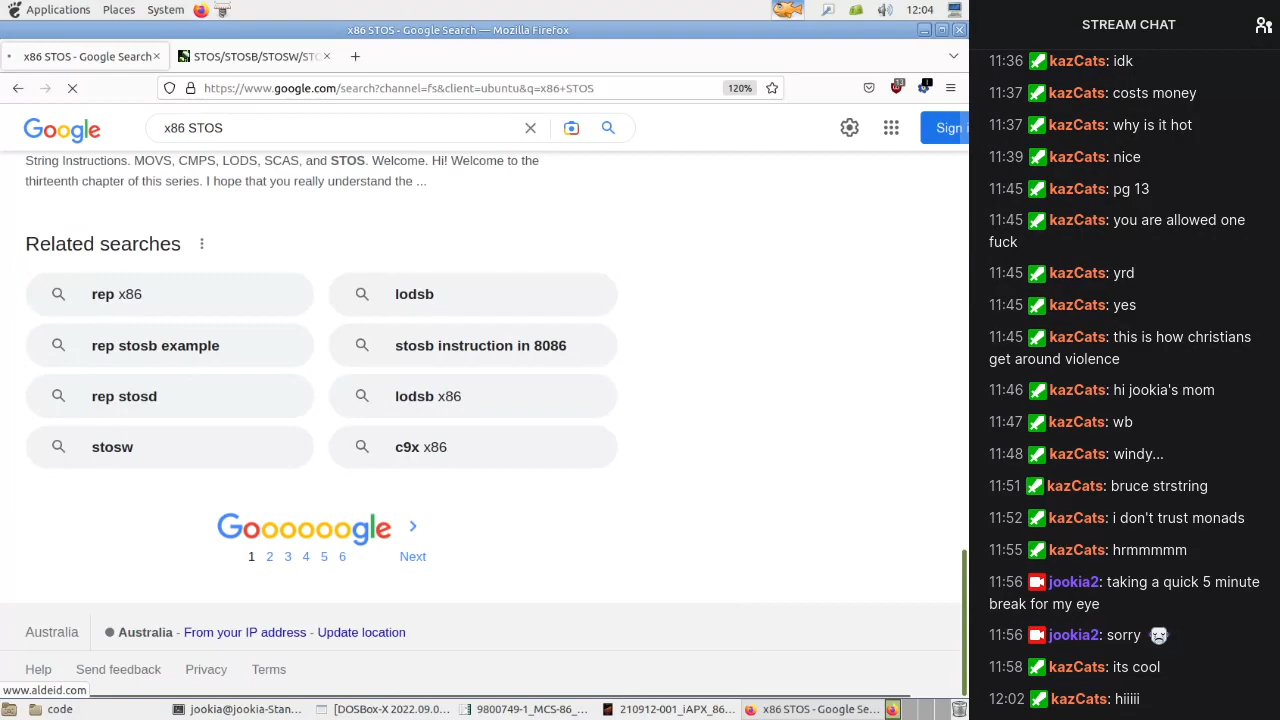 Applications Places System 12:04
x86 STOS - Google Search — Mozilla Firefox
x86 STOS - Google Search × STOS/STOSB/STOSW/STO × +
https://www.google.com/search?channel=fs&client=ubuntu&q=x86+STOS 120% 13
Google x86 STOS Sign i
String Instructions. MOVS, CMPS, LODS, SCAS, and STOS. Welcome. Hi! Welcome to the
thirteenth chapter of this series. I hope that you really understand the ...
Related searches
rep x86 lodsb
rep stosb example stosb instruction in 8086
rep stosd lodsb x86
stosw c9x x86
Goooooogle >
1 2 3 4 5 6 Next
Australia Australia - From your IP address - Update location
Help Send feedback Privacy Terms
www.aldeid.com
code jookia@jookia-Stan... [DOS... 2022.09.0... 9800749-1_MCS-86_... 210912-001_iAPX_86... x86 STOS - Google Se...
STREAM CHAT
11:36 kazCats: idk
11:37 kazCats: costs money
11:37 kazCats: why is it hot
11:39 kazCats: nice
11:45 kazCats: pg 13
11:45 kazCats: you are allowed one
fuck
11:45 kazCats: yrd
11:45 kazCats: yes
11:45 kazCats: this is how christians
get around violence
11:46 kazCats: hi jookia's mom
11:47 kazCats: wb
11:48 kazCats: windy...
11:51 kazCats: bruce strstring
11:52 kazCats: i don't trust monads
11:55 kazCats: hrmmmmm
11:56 jookia2: taking a quick 5 minute
break for my eye
11:56 jookia2: sorry
11:58 kazCats: its cool
12:02 kazCats: hiiiii